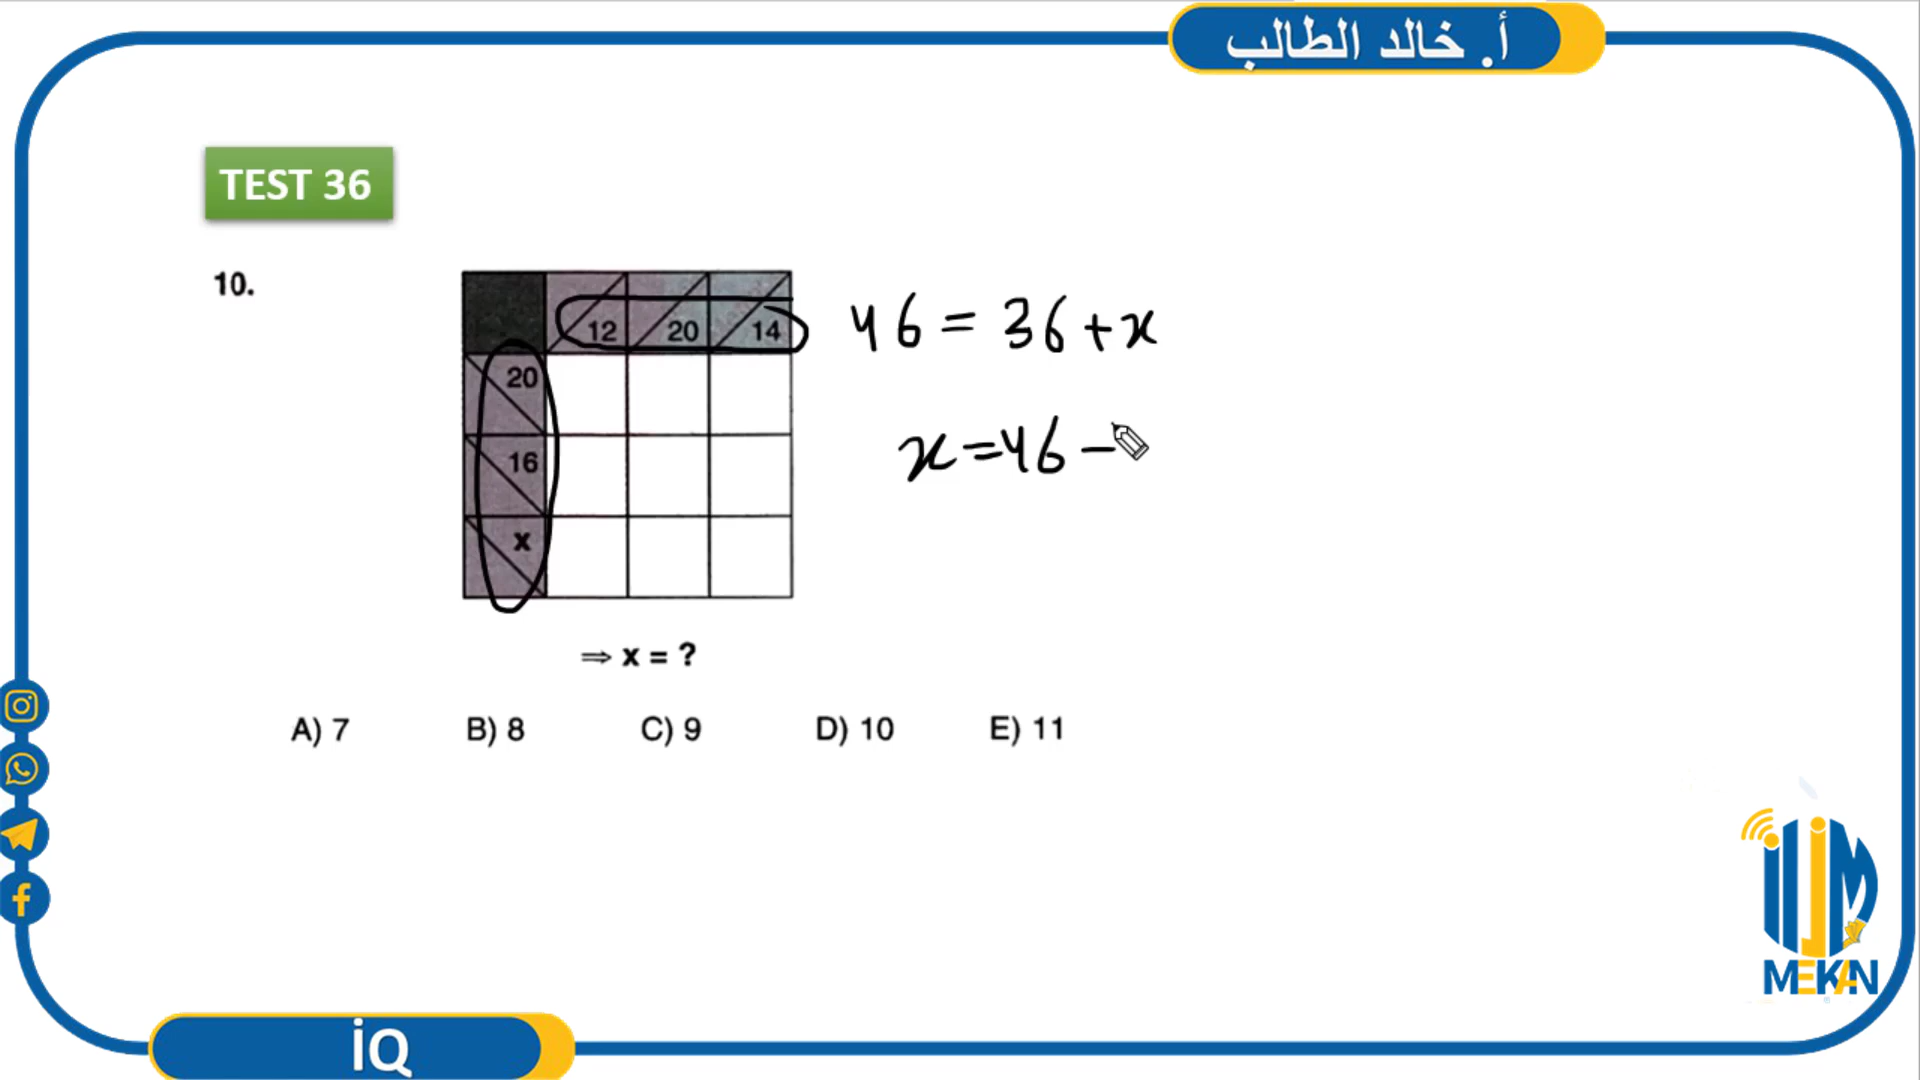 أ. خالد الطالب
TEST 36
10.
12 20 14
20
16
x
46 = 36 + x
x = 46 -
⇒ x = ?
A) 7 B) 8 C) 9 D) 10 E) 11
MEKAN
İQ